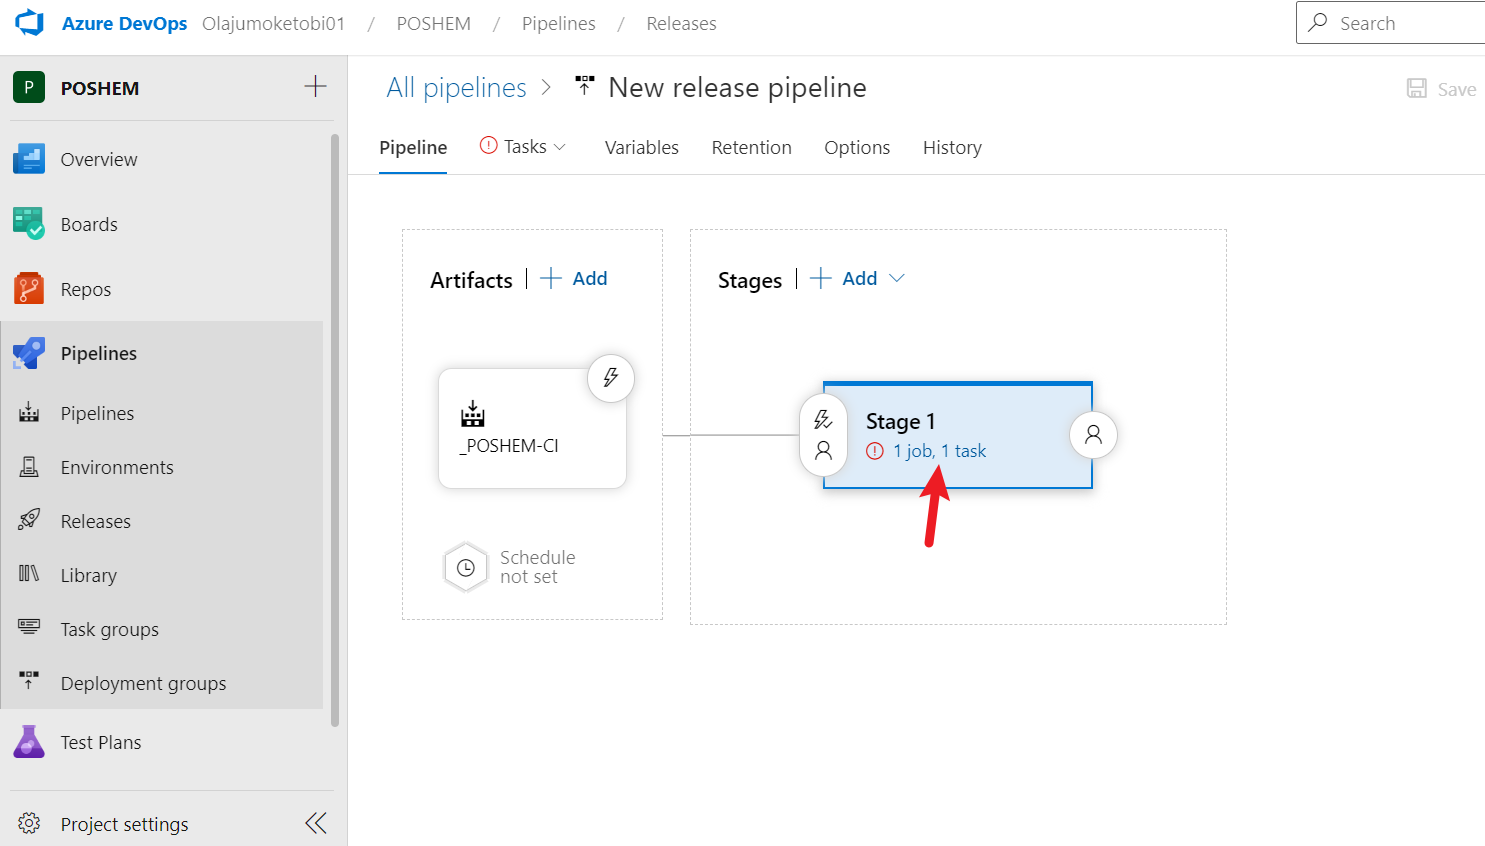 Azure DevOps Olajumoketobi01 / POSHEM / Pipelines / Releases
Search
P POSHEM
All pipelines > New release pipeline
Save
Pipeline Tasks Variables Retention Options History
Overview
Boards
Repos
Pipelines
Pipelines
Environments
Releases
Library
Task groups
Deployment groups
Test Plans
Project settings
Artifacts | + Add
_POSHEM-CI
Schedule
not set
Stages | + Add
Stage 1
1 job, 1 task